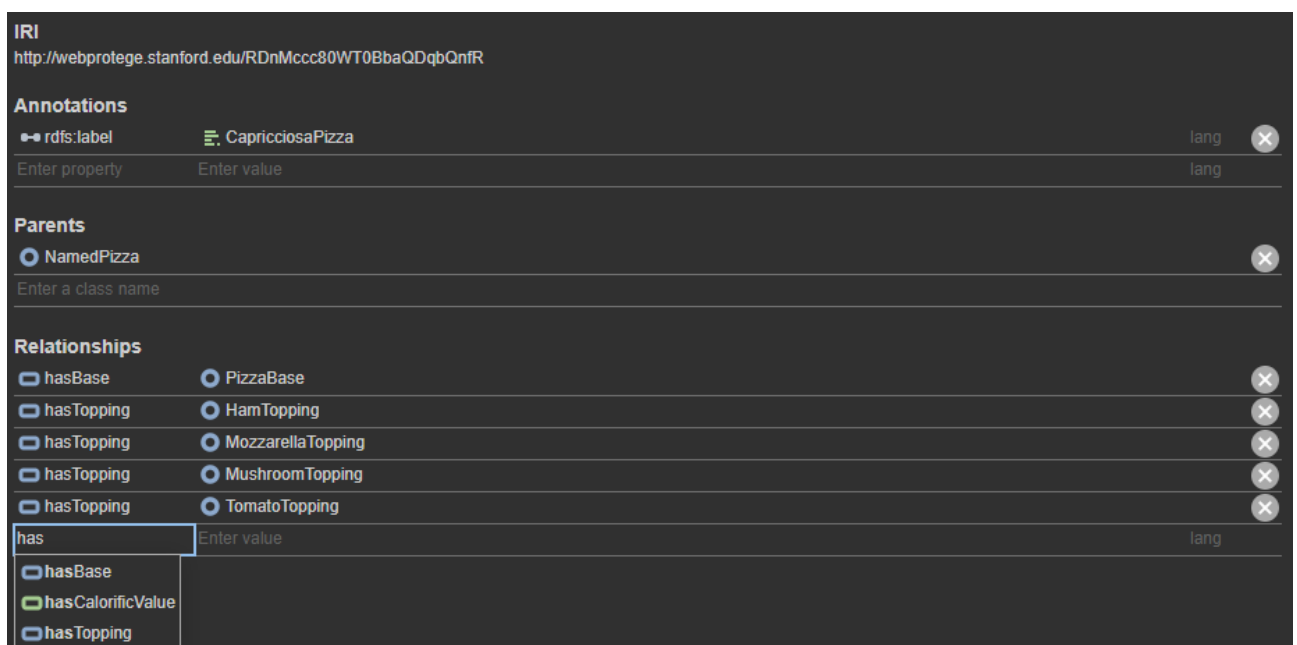 IRI
http://webprotege.stanford.edu/RDnMccc80WT0BbaQDqbQnfR
Annotations
rdfs:label CapricciosaPizza lang
Enter property Enter value lang
Parents
NamedPizza
Enter a class name
Relationships
hasBase PizzaBase
hasTopping HamTopping
hasTopping MozzarellaTopping
hasTopping MushroomTopping
hasTopping TomatoTopping
has Enter value lang
hasBase
hasCalorificValue
hasTopping